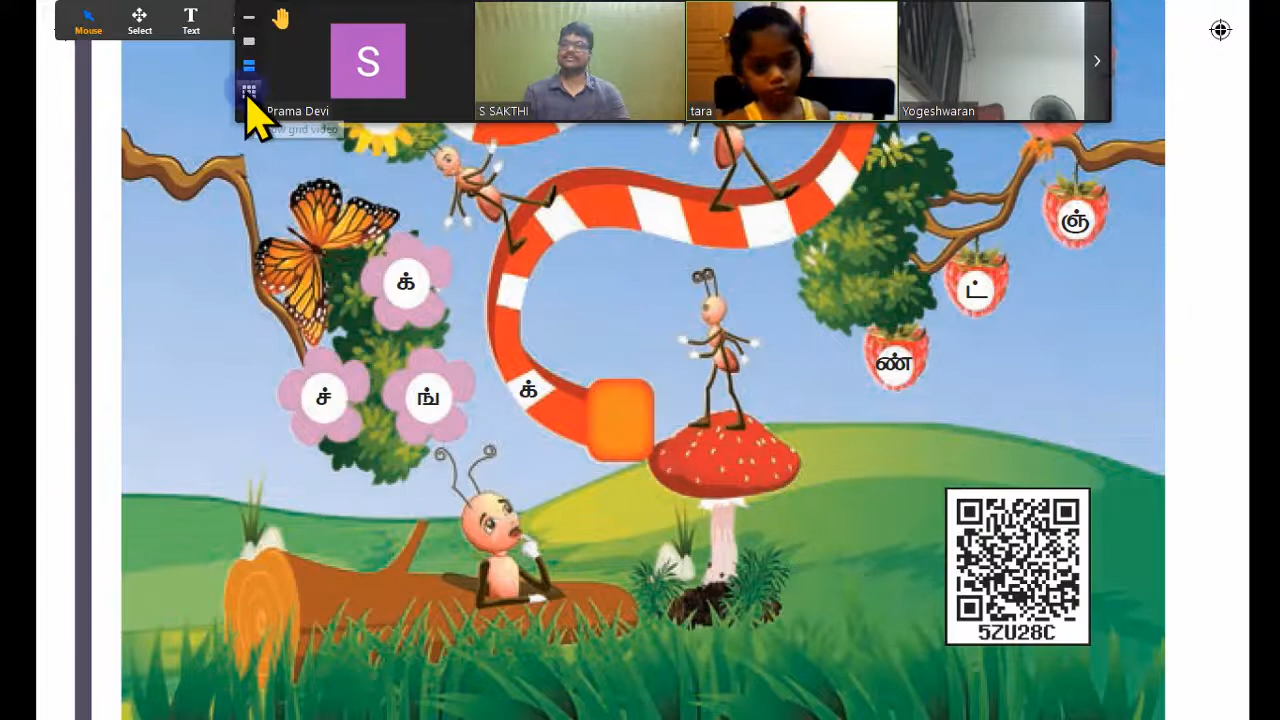 Mouse
Select
Text
S
Prama Devi
S SAKTHI
tara
Yogeshwaran
க்
ச்
ங்
க்
ஞ்
ட்
ண்
5ZU28C